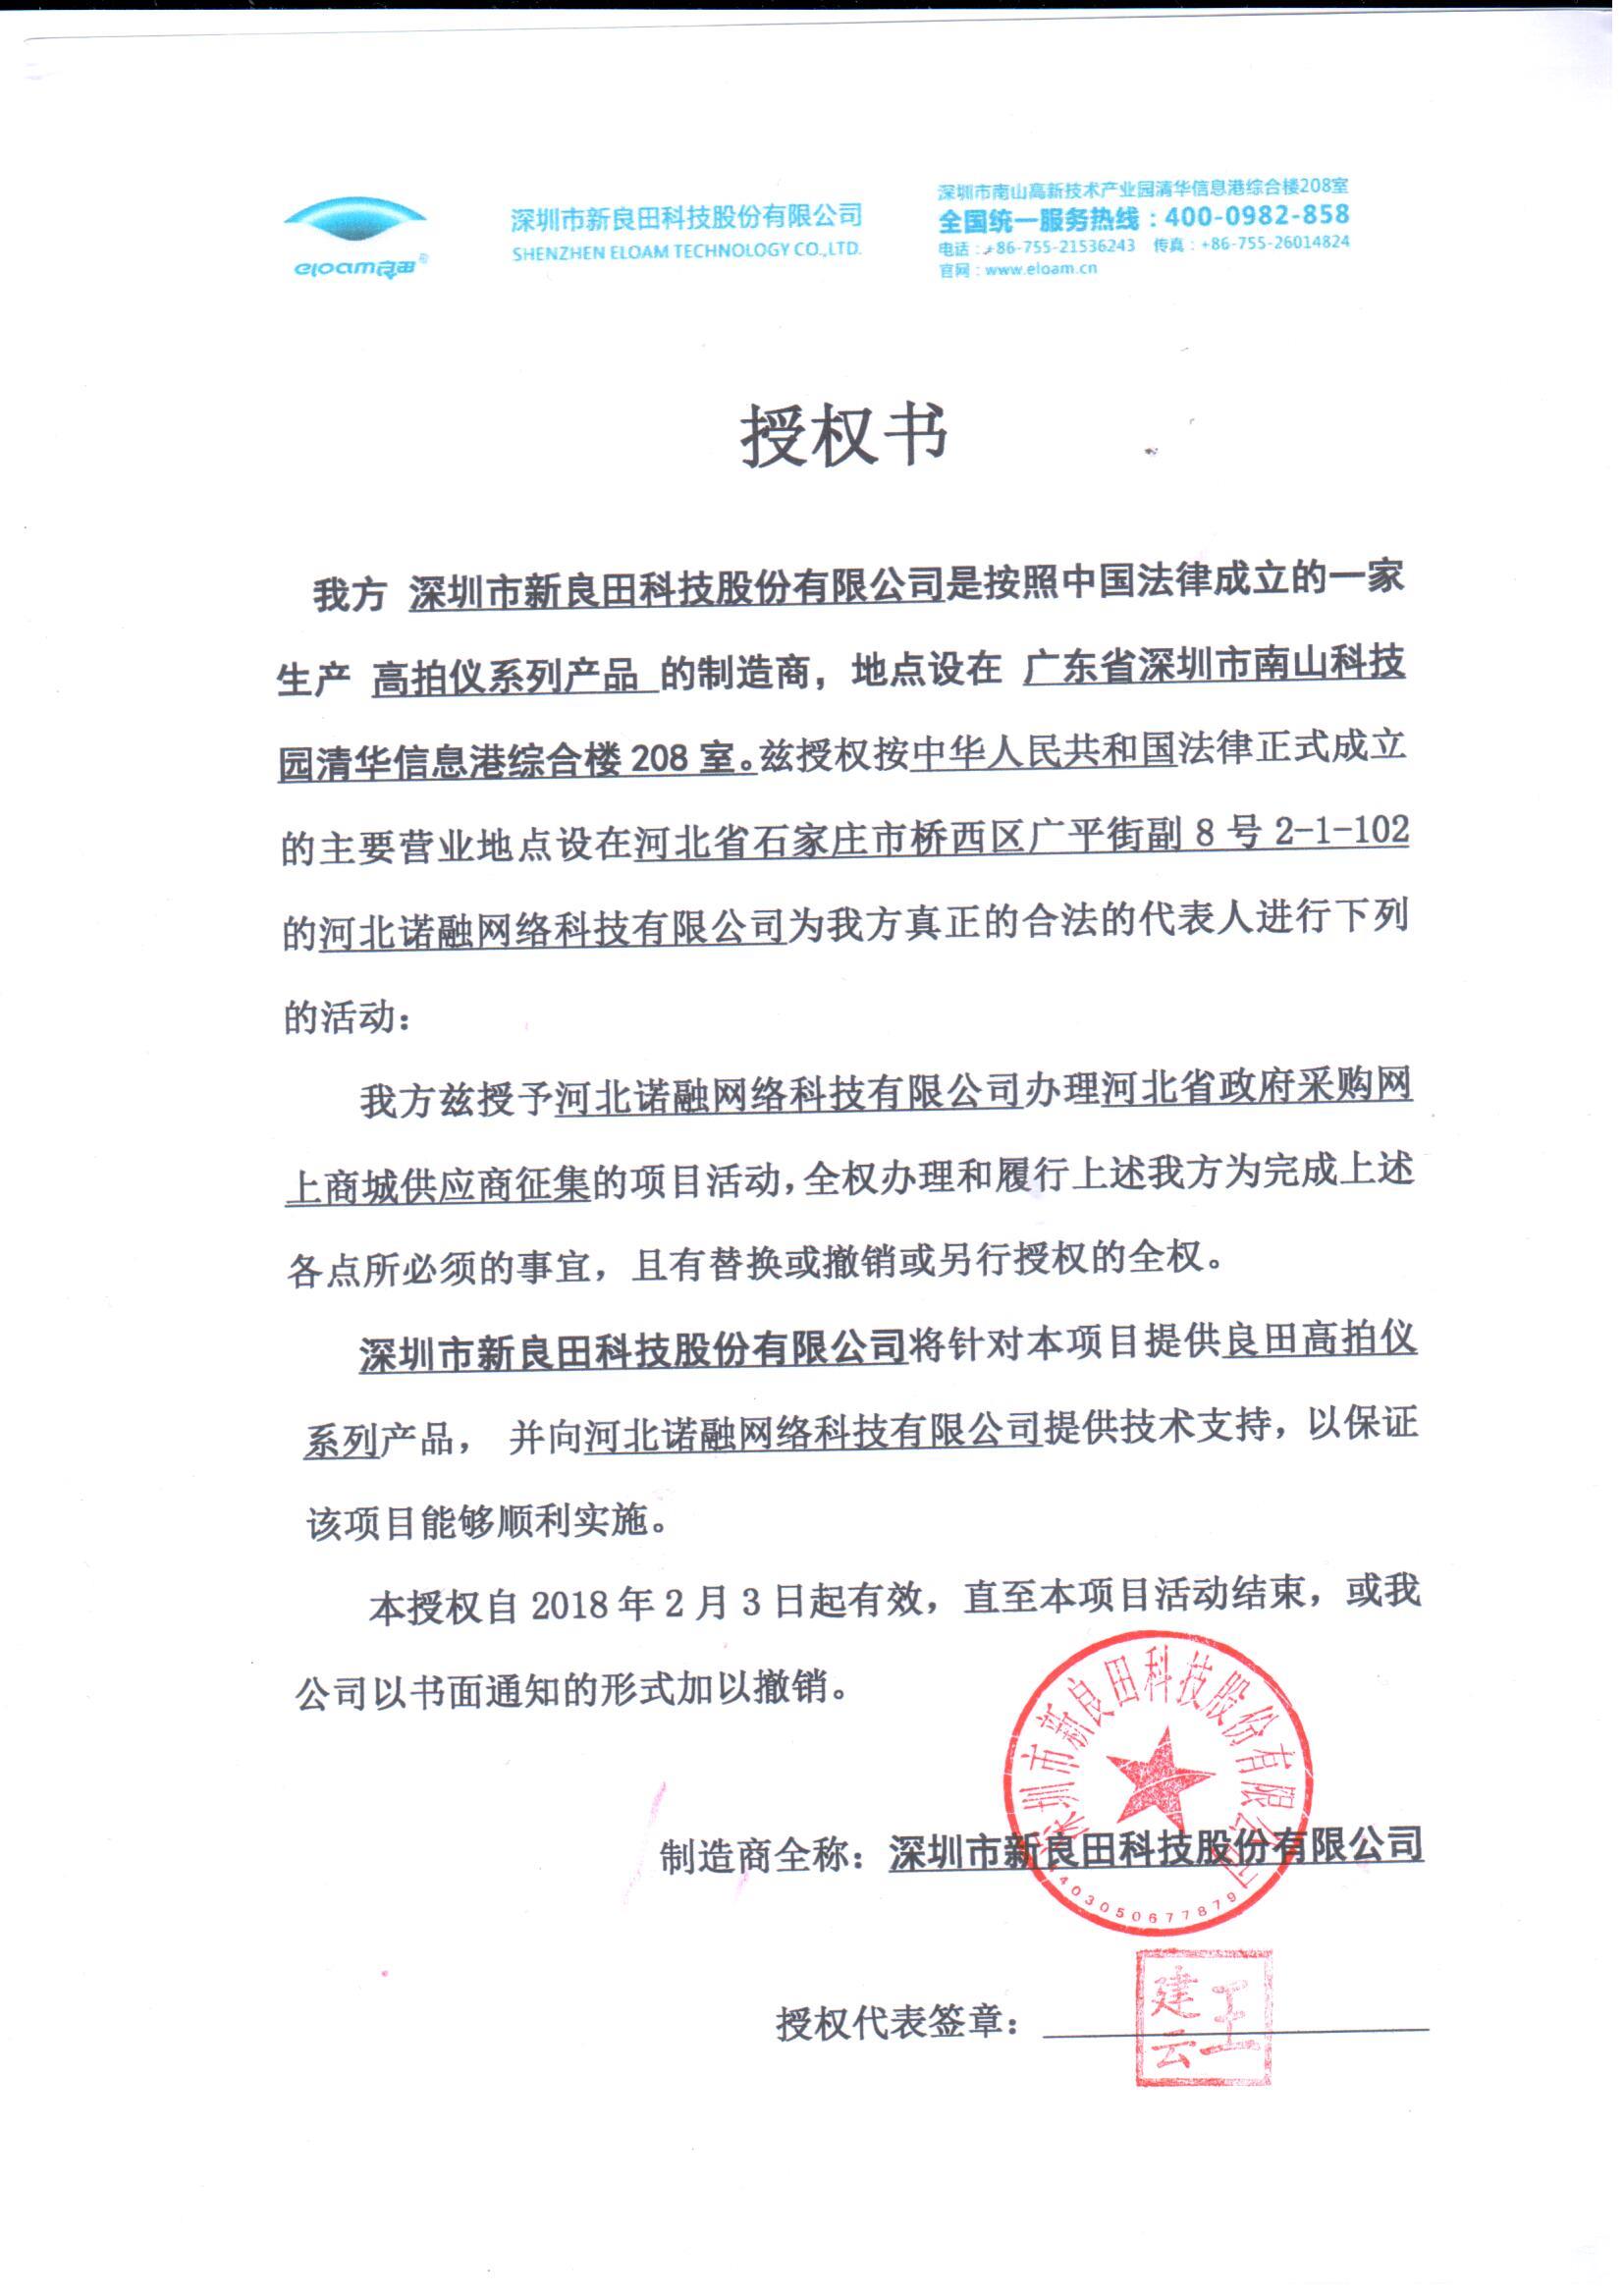 eloam良田®
深圳市新良田科技股份有限公司
SHENZHEN ELOAM TECHNOLOGY CO.,LTD.
深圳市南山高新技术产业园清华信息港综合楼208室
全国统一服务热线：400-0982-858
电话：+86-755-21536243 传真：+86-755-26014824
官网：www.eloam.cn
授权书
我方 深圳市新良田科技股份有限公司是按照中国法律成立的一家
生产 高拍仪系列产品 的制造商，地点设在 广东省深圳市南山科技
园清华信息港综合楼 208 室。兹授权按中华人民共和国法律正式成立
的主要营业地点设在河北省石家庄市桥西区广平街副 8 号 2-1-102
的河北诺融网络科技有限公司为我方真正的合法的代表人进行下列
的活动：
我方兹授予河北诺融网络科技有限公司办理河北省政府采购网
上商城供应商征集的项目活动，全权办理和履行上述我方为完成上述
各点所必须的事宜，且有替换或撤销或另行授权的全权。
深圳市新良田科技股份有限公司将针对本项目提供良田高拍仪
系列产品， 并向河北诺融网络科技有限公司提供技术支持，以保证
该项目能够顺利实施。
本授权自 2018 年 2 月 3 日起有效，直至本项目活动结束，或我
公司以书面通知的形式加以撤销。
深圳市新良田科技股份有限公司
制造商全称：深圳市新良田科技股份有限公司
4403050677879
授权代表签章：
王建云